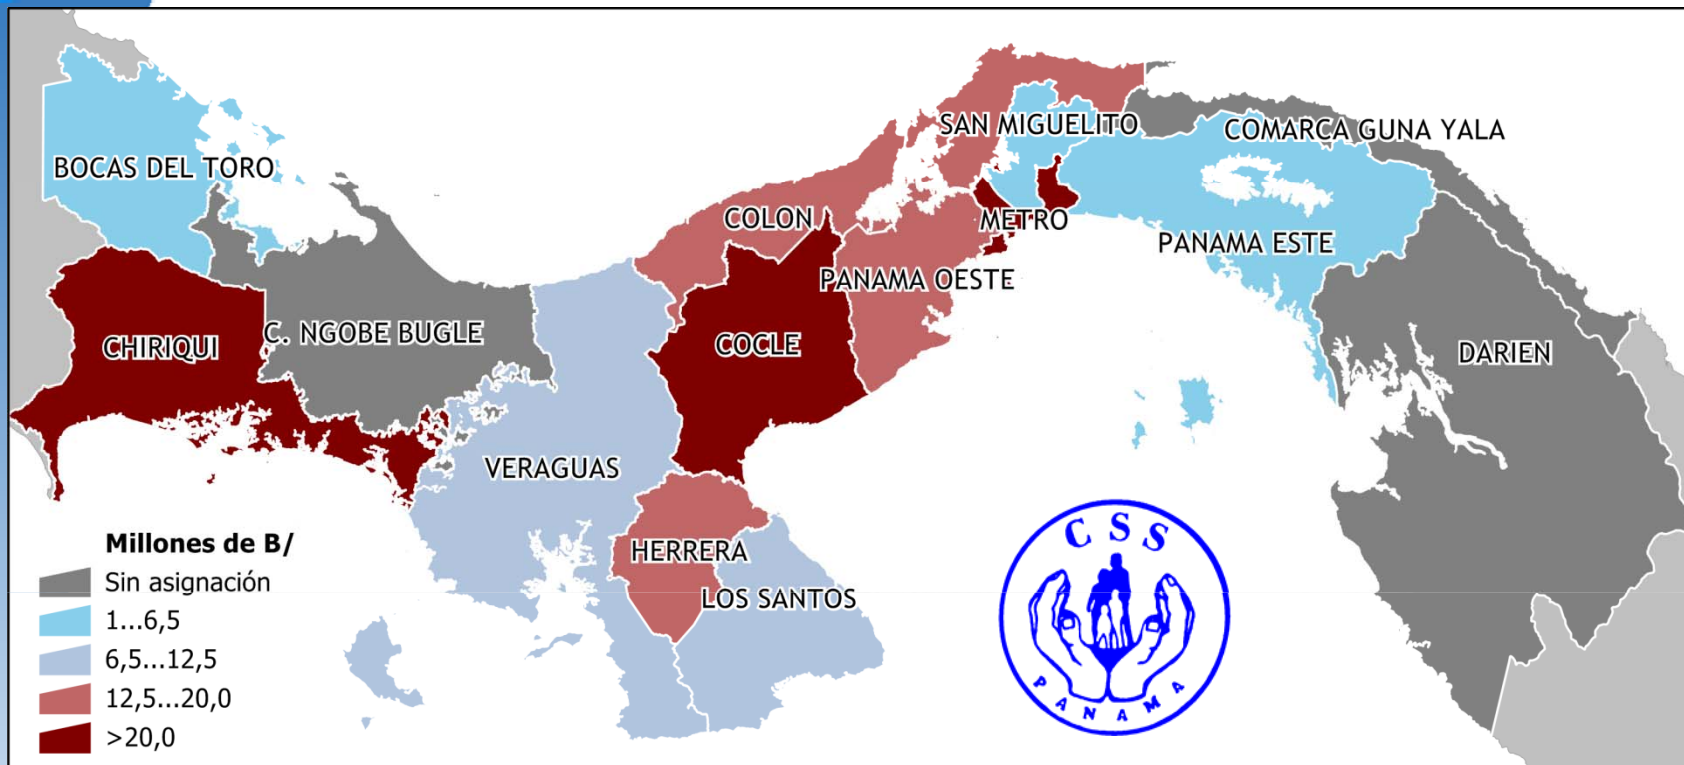 SAN MIGUELITO
COMARCA GUNA YALA
BOCAS DEL TORO
COLON
METRO
PANAMA ESTE
PANAMA OESTE
C. NGOBE BUGLE
CHIRIQUI
COCLE
DARIEN
VERAGUAS
HERRERA
LOS SANTOS
Millones de B/
Sin asignación
1...6,5
6,5...12,5
12,5...20,0
>20,0
CSS
PANAMA